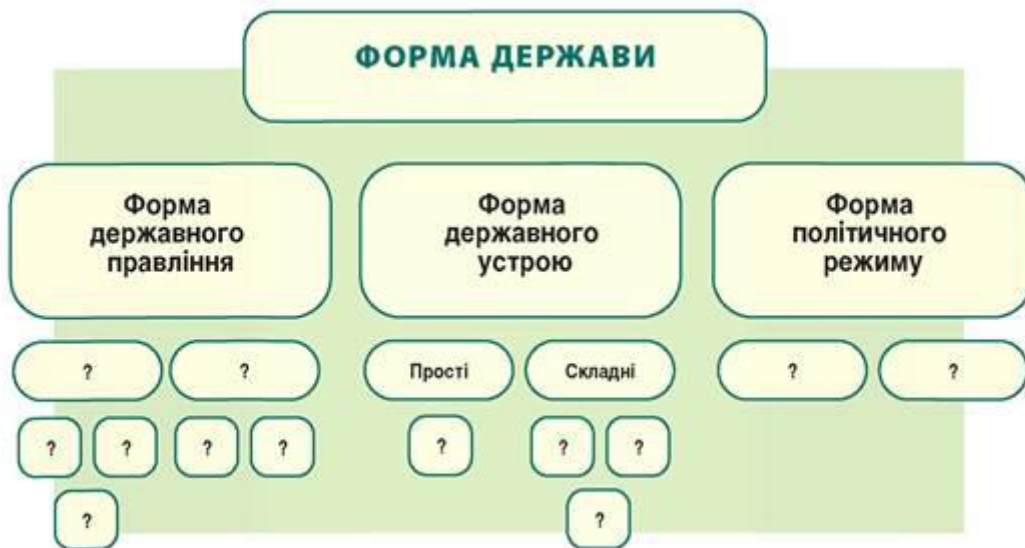 ФОРМА ДЕРЖАВИ
Форма
державного
правління
Форма
державного
устрою
Форма
політичного
режиму
? ? Прості Складні ? ?
? ? ? ? ? ? ?
? ?